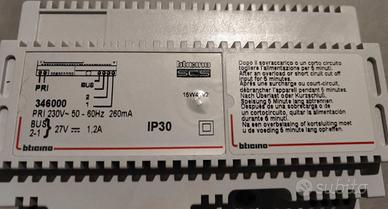 PRI
BUS
2
1
346000
PRI 230V~ 50 - 60Hz 260mA
BUS
2-1 } 27V 1,2A
bticino
SCS
IP30
bticino
Dopo il sovraccarico o un corto circuito
togliere l'alimentazione per 5 minuti.
After an overload or short circuit cut off
input for 5 minutes.
Après une surcharge ou court-circuit,
débrancher l'appareil pendant 5 minutes.
Nach Überlast oder Kurzschluß,
Speisung 5 Minuten lang abtrennen.
Después de una sobrecarga o de un
cortocircuito, quitar la alimentación
durante 5 minutos.
Na een overbelasting of kortsluiting moet
u de voeding 5 minuten lang afsluiten.
bticino
subito